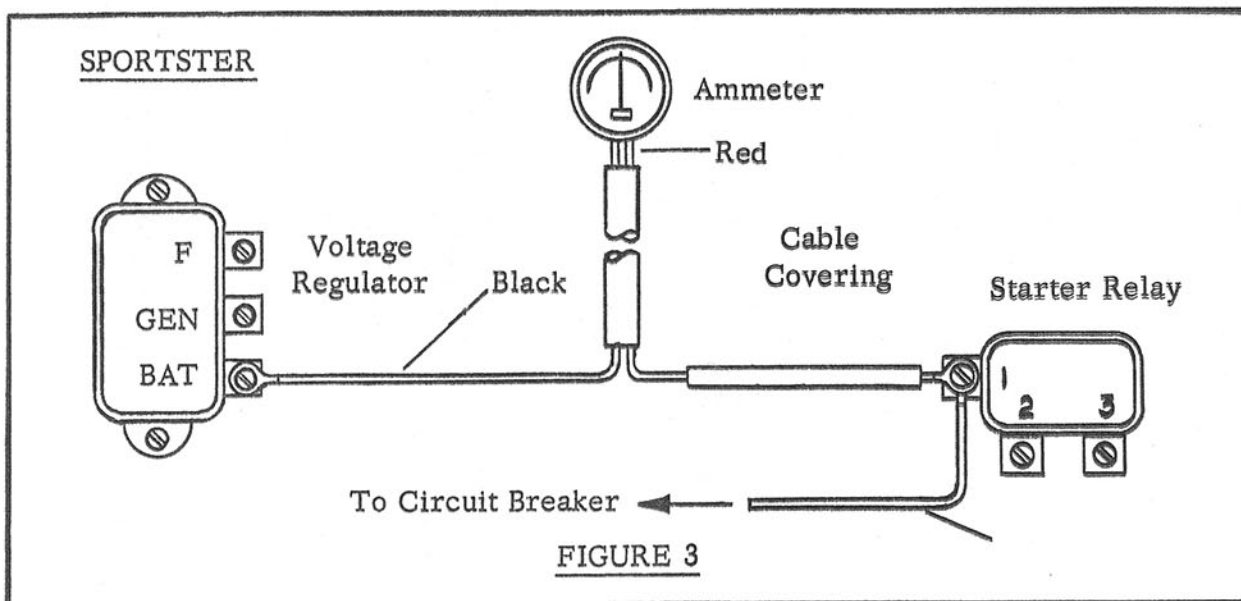 SPORTSTER
Ammeter
Red
F
GEN
BAT
Voltage
Regulator
Black
Cable
Covering
Starter Relay
1
2
3
To Circuit Breaker
FIGURE 3